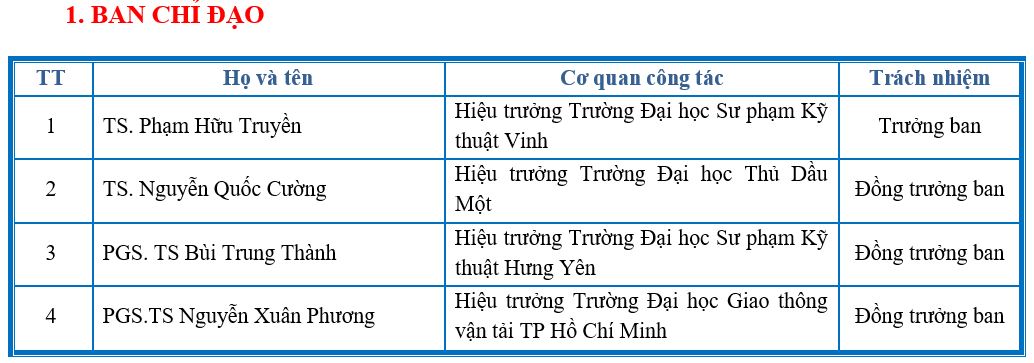 1. BAN CHỈ ĐẠO
TT Họ và tên Cơ quan công tác Trách nhiệm
1 TS. Phạm Hữu Truyền Hiệu trưởng Trường Đại học Sư phạm Kỹ
thuật Vinh Trưởng ban
2 TS. Nguyễn Quốc Cường Hiệu trưởng Trường Đại học Thủ Dầu
Một Đồng trưởng ban
3 PGS. TS Bùi Trung Thành Hiệu trưởng Trường Đại học Sư phạm Kỹ
thuật Hưng Yên Đồng trưởng ban
4 PGS.TS Nguyễn Xuân Phương Hiệu trưởng Trường Đại học Giao thông
vận tải TP Hồ Chí Minh Đồng trưởng ban